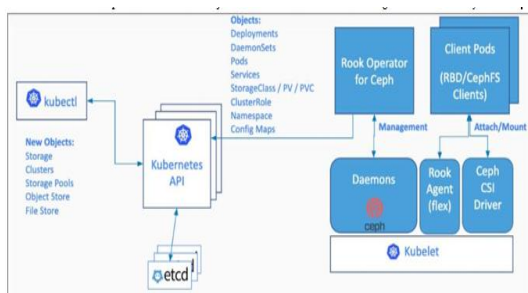 kubectl
New Objects:
Storage
Clusters
Storage Pools
Object Store
File Store
Objects:
Deployments
DaemonSets
Pods
Services
StorageClass / PV / PVC
ClusterRole
Namespace
Config Maps
Kubernetes
API
etcd
Rook Operator
for Ceph
Client Pods
(RBD/CephFS
Clients)
Management
Attach/Mount
Daemons
ceph
Rook
Agent
(flex)
Ceph
CSI
Driver
Kubelet